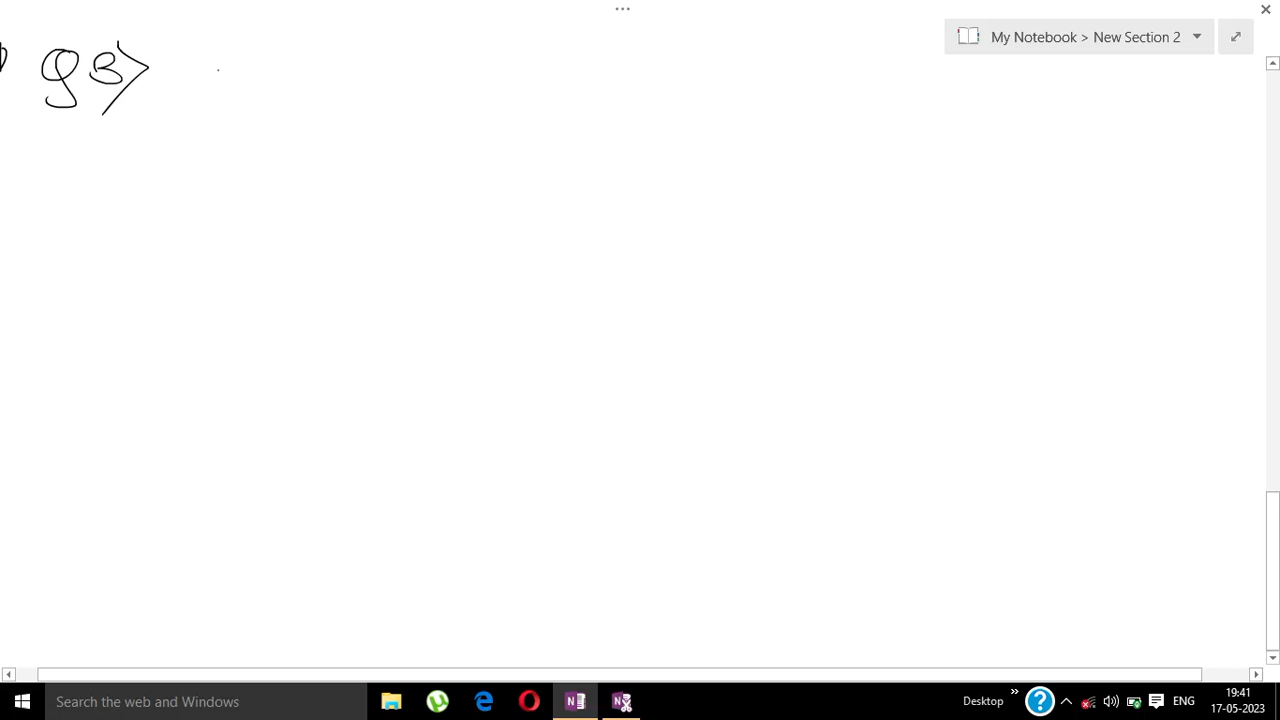 My Notebook > New Section 2
Search the web and Windows
Desktop
ENG
19:41
17-05-2023